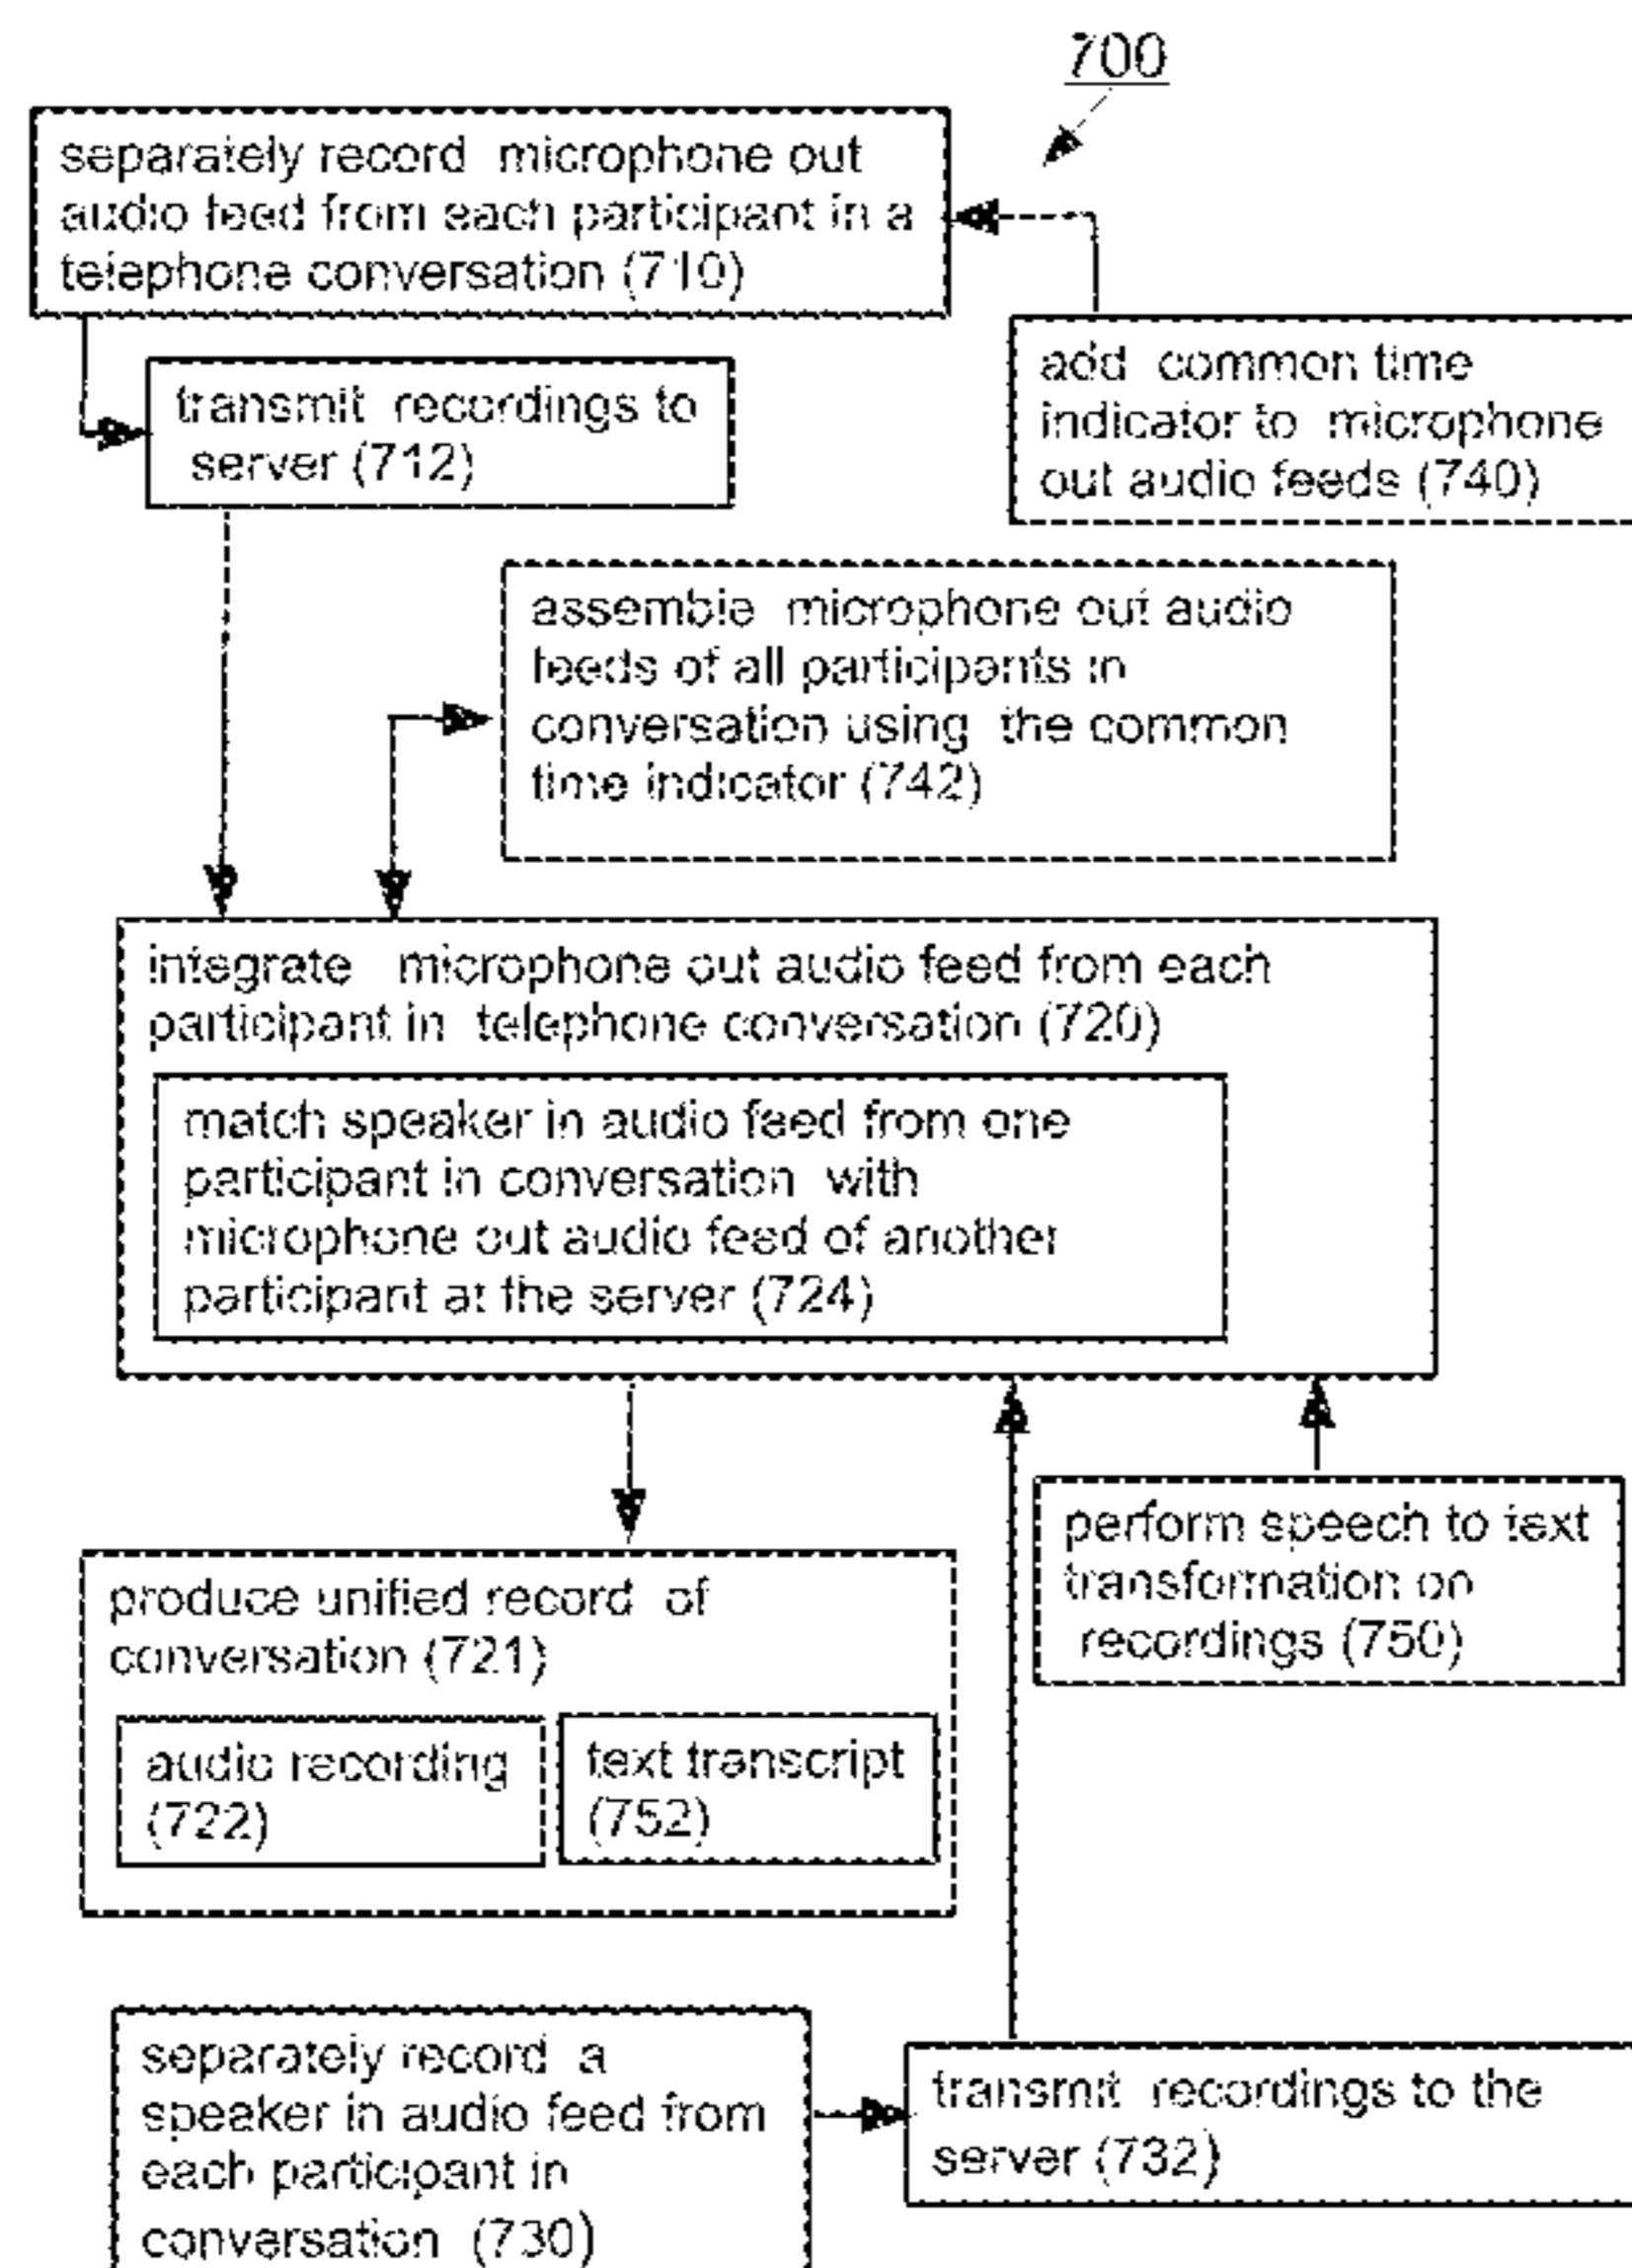 700
separately record microphone out
audio feed from each participant in a
telephone conversation (710)
transmit recordings to
server (712)
add common time
indicator to microphone
out audio feeds (740)
assemble microphone out audio
feeds of all participants in
conversation using the common
time indicator (742)
integrate microphone out audio feed from each
participant in telephone conversation (720)
match speaker in audio feed from one
participant in conversation with
microphone out audio feed of another
participant at the server (724)
perform speech to text
transformation on
recordings (750)
produce unified record of
conversation (721)
audio recording
(722)
text transcript
(752)
separately record a
speaker in audio feed from
each participant in
conversation (730)
transmit recordings to the
server (732)